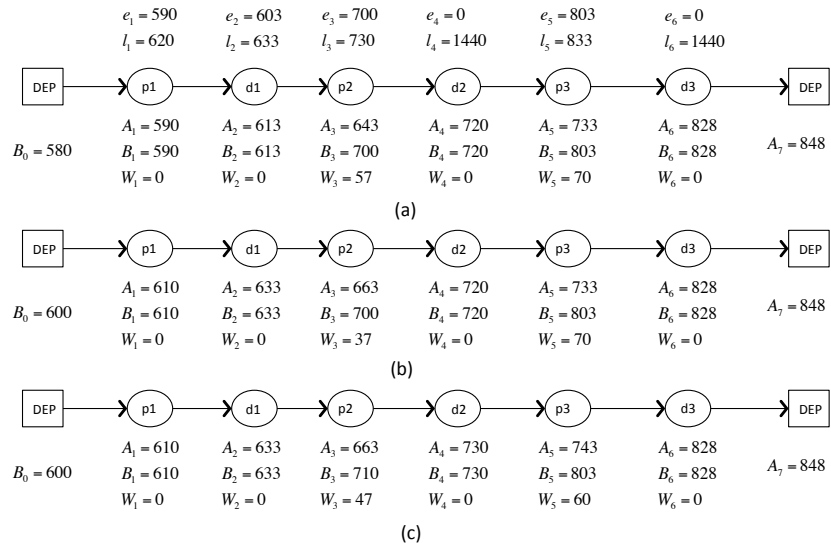 e₁ = 590 e₂ = 603 e₃ = 700 e₄ = 0 e₅ = 803 e₆ = 0
l₁ = 620 l₂ = 633 l₃ = 730 l₄ = 1440 l₅ = 833 l₆ = 1440
DEP p1 d1 p2 d2 p3 d3 DEP
A₁ = 590 A₂ = 613 A₃ = 643 A₄ = 720 A₅ = 733 A₆ = 828
B₀ = 580 B₁ = 590 B₂ = 613 B₃ = 700 B₄ = 720 B₅ = 803 B₆ = 828 A₇ = 848
W₁ = 0 W₂ = 0 W₃ = 57 W₄ = 0 W₅ = 70 W₆ = 0
(a)
DEP p1 d1 p2 d2 p3 d3 DEP
A₁ = 610 A₂ = 633 A₃ = 663 A₄ = 720 A₅ = 733 A₆ = 828
B₀ = 600 B₁ = 610 B₂ = 633 B₃ = 700 B₄ = 720 B₅ = 803 B₆ = 828 A₇ = 848
W₁ = 0 W₂ = 0 W₃ = 37 W₄ = 0 W₅ = 70 W₆ = 0
(b)
DEP p1 d1 p2 d2 p3 d3 DEP
A₁ = 610 A₂ = 633 A₃ = 663 A₄ = 730 A₅ = 743 A₆ = 828
B₀ = 600 B₁ = 610 B₂ = 633 B₃ = 710 B₄ = 730 B₅ = 803 B₆ = 828 A₇ = 848
W₁ = 0 W₂ = 0 W₃ = 47 W₄ = 0 W₅ = 60 W₆ = 0
(c)